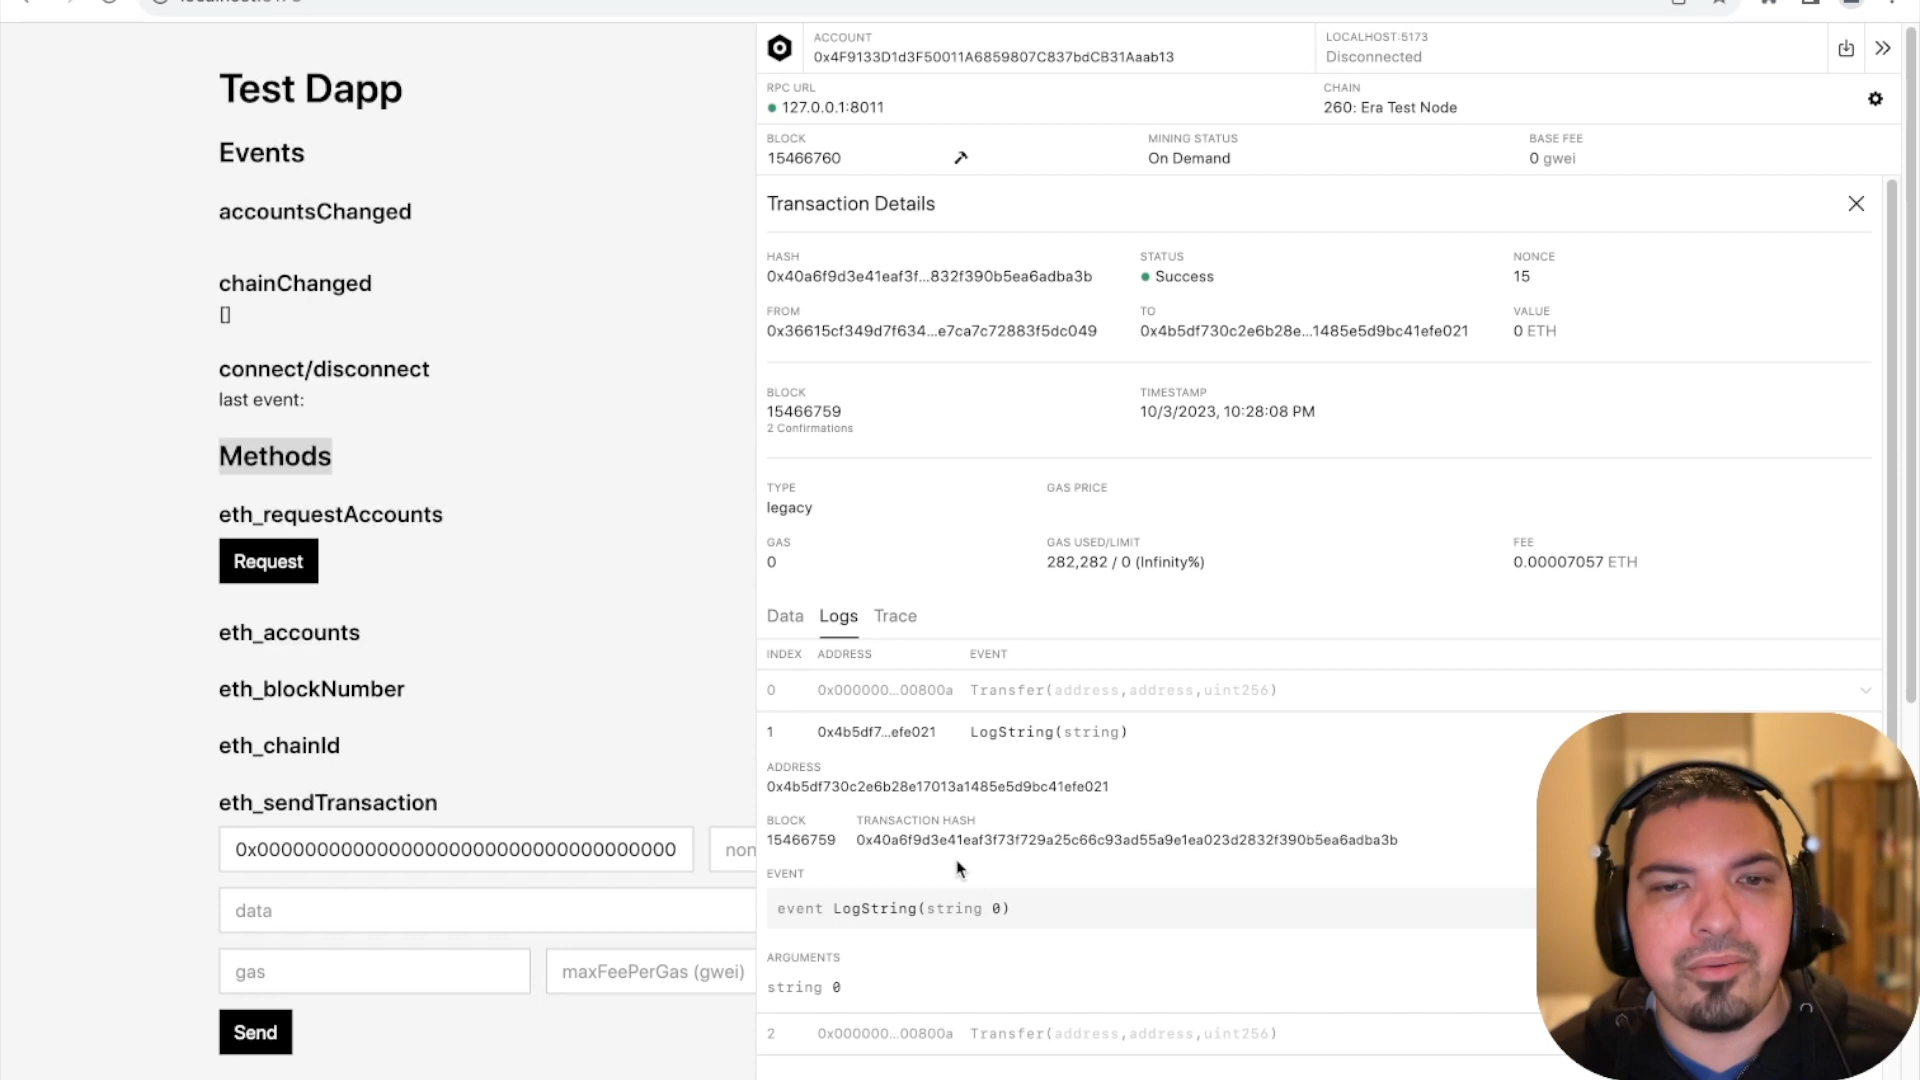 Test Dapp
Events
accountsChanged
chainChanged
[]
connect/disconnect
last event:
Methods
eth_requestAccounts
Request
eth_accounts
eth_blockNumber
eth_chainId
eth_sendTransaction
non
data
gas
maxFeePerGas (gwei)
Send
ACCOUNT
0x4F9133D1d3F50011A6859807C837bdCB31Aaab13
LOCALHOST:5173
Disconnected
RPC URL
127.0.0.1:8011
CHAIN
260: Era Test Node
BLOCK
15466760
MINING STATUS
On Demand
BASE FEE
0 gwei
Transaction Details
HASH
0x40a6f9d3e41eaf3f...832f390b5ea6adba3b
STATUS
Success
NONCE
15
FROM
0x36615cf349d7f634...e7ca7c72883f5dc049
TO
0x4b5df730c2e6b28e...1485e5d9bc41efe021
VALUE
0 ETH
BLOCK
15466759
2 Confirmations
TIMESTAMP
10/3/2023, 10:28:08 PM
TYPE
legacy
GAS PRICE
GAS
0
GAS USED/LIMIT
282,282 / 0 (Infinity%)
FEE
0.00007057 ETH
Data Logs Trace
INDEX ADDRESS EVENT
0 0x000000...00800a Transfer(address,address,uint256)
1 0x4b5df7...efe021 LogString(string)
ADDRESS
0x4b5df730c2e6b28e17013a1485e5d9bc41efe021
BLOCK
15466759
TRANSACTION HASH
0x40a6f9d3e41eaf3f73f729a25c66c93ad55a9e1ea023d2832f390b5ea6adba3b
EVENT
event LogString(string 0)
ARGUMENTS
string 0
2 0x000000...00800a Transfer(address,address,uint256)